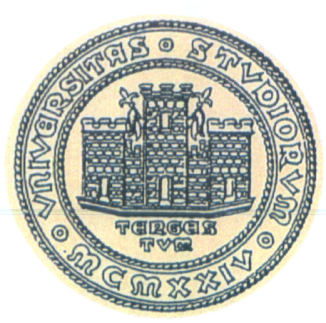 VNIVERSITAS STVDIORVM
MCMXXIV
TERGES
TVM